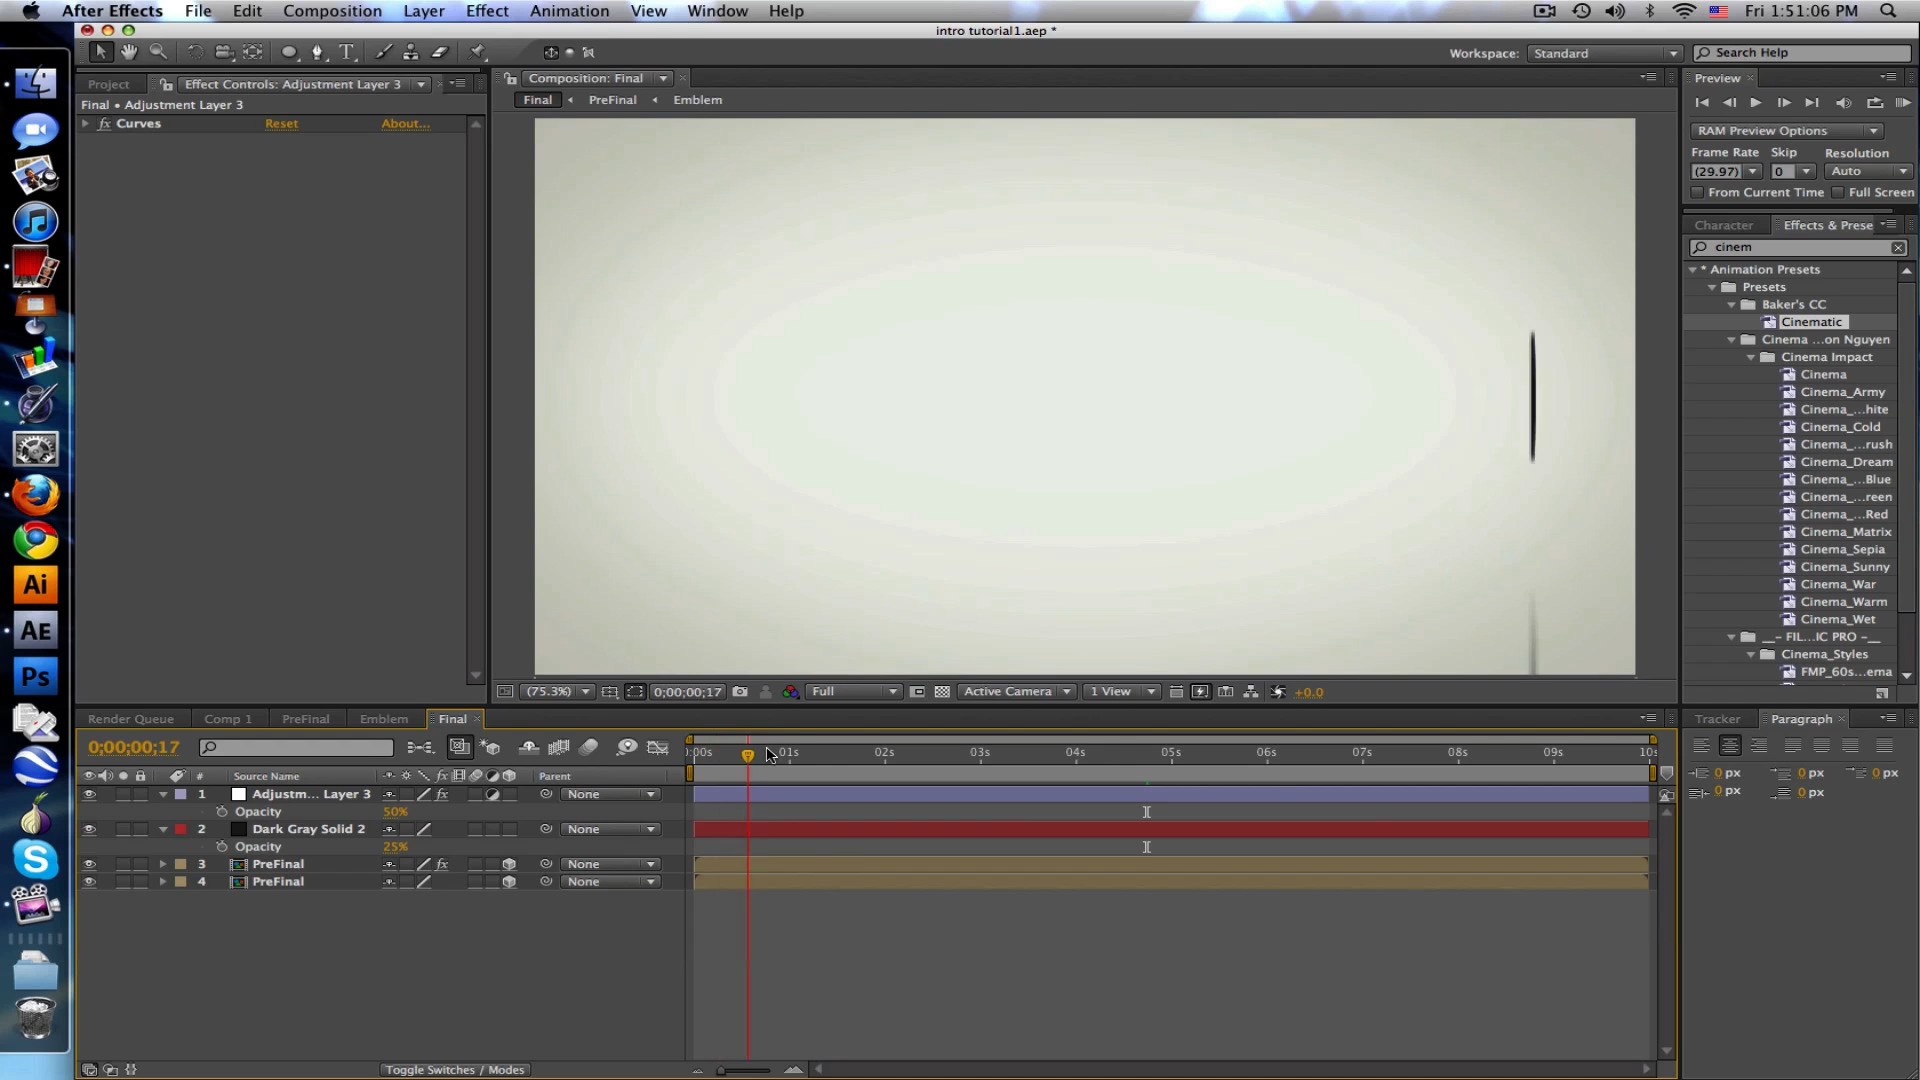 After Effects File Edit Composition Layer Effect Animation View Window Help Fri 1:51:06 PM
intro tutorial1.aep *
Workspace: Standard Search Help
Project Effect Controls: Adjustment Layer 3 Composition: Final Preview
Final • Adjustment Layer 3 Final PreFinal Emblem
fx Curves Reset About...
RAM Preview Options
Frame Rate Skip Resolution
(29.97) 0 Auto
From Current Time Full Screen
Character Effects & Prese
cinem
* Animation Presets
Presets
Baker's CC
Cinematic
Cinema ...on Nguyen
Cinema Impact
Cinema
Cinema_Army
Cinema_...hite
Cinema_Cold
Cinema_...rush
Cinema_Dream
Cinema_...Blue
Cinema_...reen
Cinema_...Red
Cinema_Matrix
Cinema_Sepia
Cinema_Sunny
Cinema_War
Cinema_Warm
Cinema_Wet
__- FIL...IC PRO -__
Cinema_Styles
FMP_60s...ema
Ai
AE
Ps
(75.3%) 0;00;00;17 Full Active Camera 1 View +0.0
Render Queue Comp 1 PreFinal Emblem Final Tracker Paragraph
0;00;00;17 :00s 01s 02s 03s 04s 05s 06s 07s 08s 09s 10s
# Source Name fx Parent
1 Adjustm... Layer 3 fx None
Opacity 50%
2 Dark Gray Solid 2 None
Opacity 25%
3 PreFinal fx None
4 PreFinal None
0 px 0 px 0 px
0 px 0 px
Toggle Switches / Modes